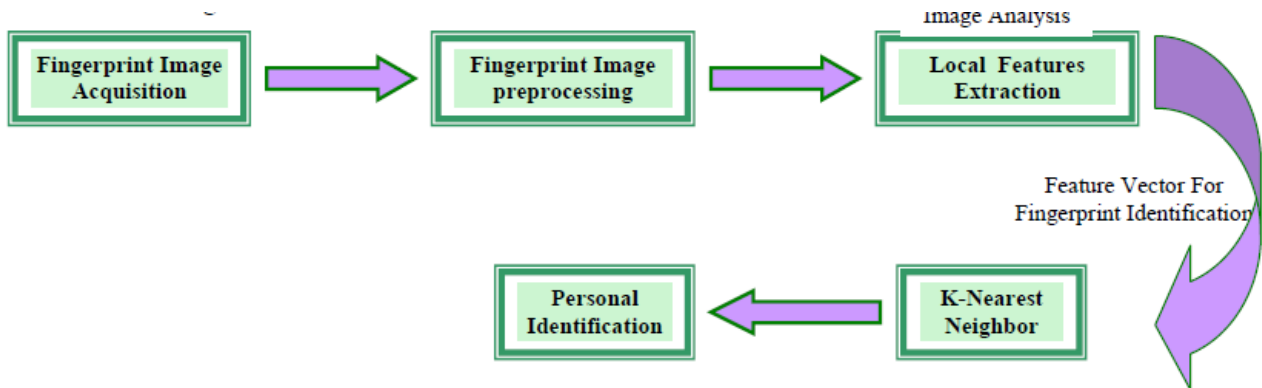 Image Analysis
Fingerprint Image
Acquisition
Fingerprint Image
preprocessing
Local Features
Extraction
Feature Vector For
Fingerprint Identification
K-Nearest
Neighbor
Personal
Identification